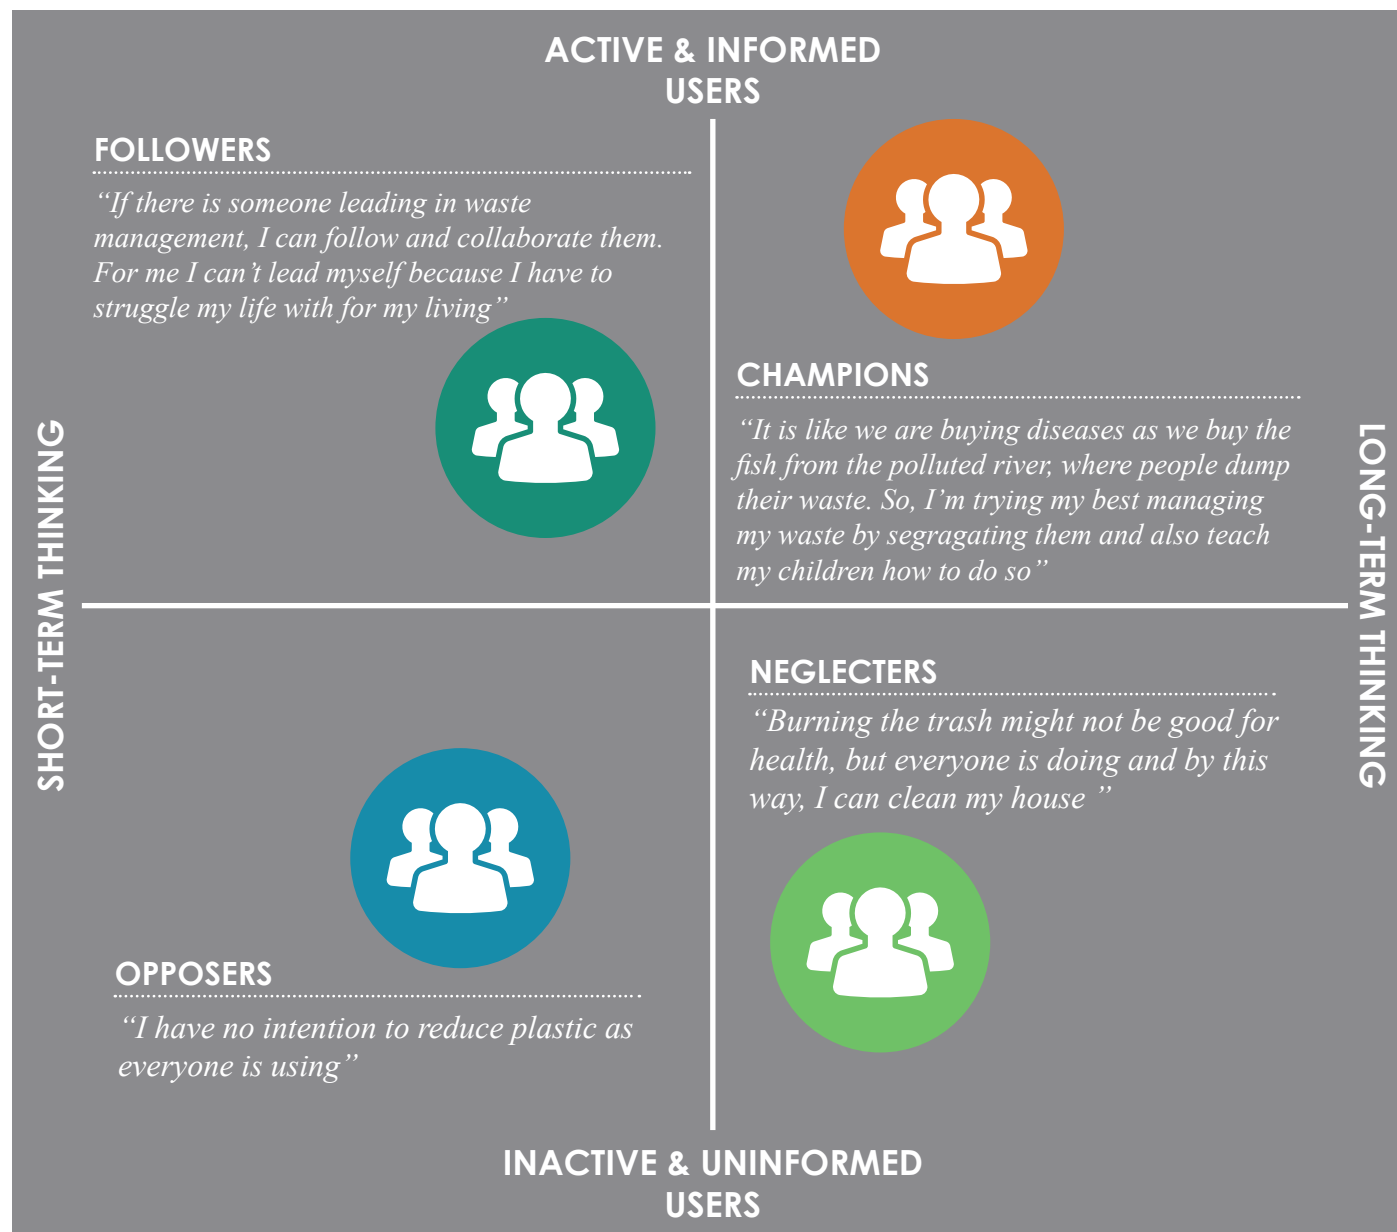 ACTIVE & INFORMED
USERS
FOLLOWERS
“If there is someone leading in waste
management, I can follow and collaborate them.
For me I can’t lead myself because I have to
struggle my life with for my living”
CHAMPIONS
“It is like we are buying diseases as we buy the
fish from the polluted river, where people dump
their waste. So, I’m trying my best managing
my waste by segragating them and also teach
my children how to do so”
SHORT-TERM THINKING
LONG-TERM THINKING
NEGLECTERS
“Burning the trash might not be good for
health, but everyone is doing and by this
way, I can clean my house ”
OPPOSERS
“I have no intention to reduce plastic as
everyone is using”
INACTIVE & UNINFORMED
USERS